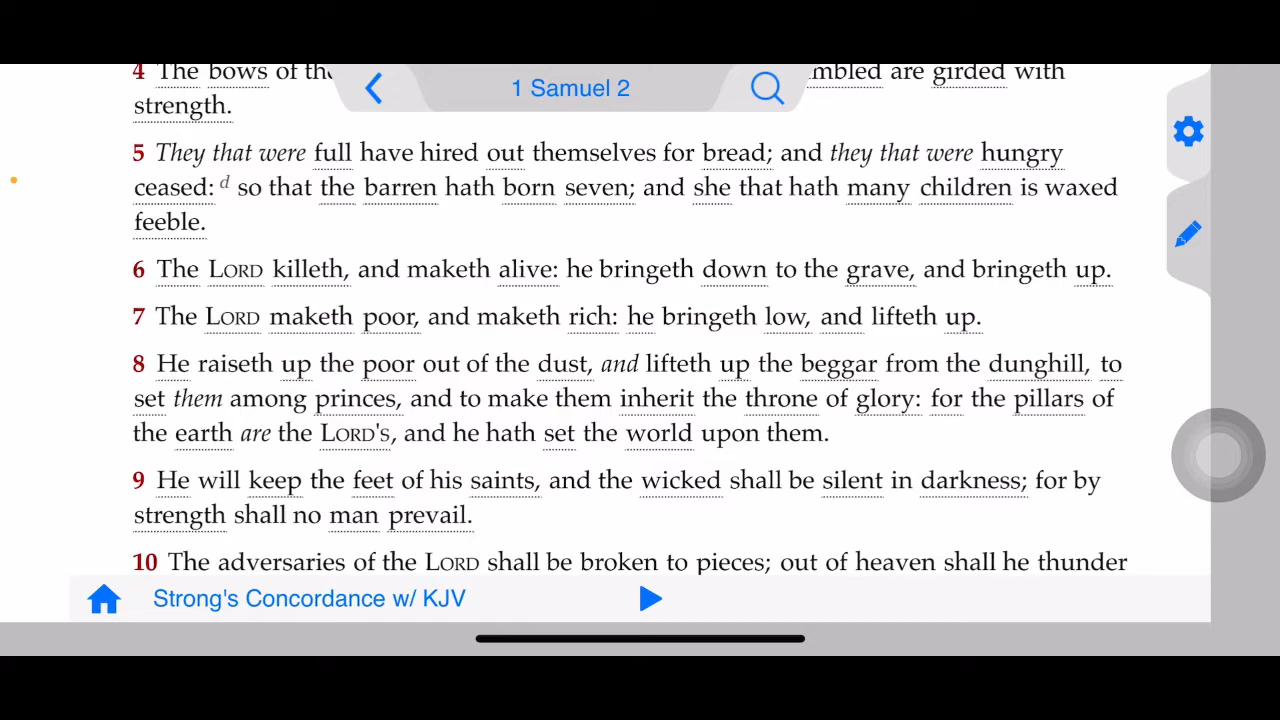 1 Samuel 2
4 The bows of the mbled are girded with
strength.
5 They that were full have hired out themselves for bread; and they that were hungry
ceased: d so that the barren hath born seven; and she that hath many children is waxed
feeble.
6 The LORD killeth, and maketh alive: he bringeth down to the grave, and bringeth up.
7 The LORD maketh poor, and maketh rich: he bringeth low, and lifteth up.
8 He raiseth up the poor out of the dust, and lifteth up the beggar from the dunghill, to
set them among princes, and to make them inherit the throne of glory: for the pillars of
the earth are the LORD'S, and he hath set the world upon them.
9 He will keep the feet of his saints, and the wicked shall be silent in darkness; for by
strength shall no man prevail.
10 The adversaries of the LORD shall be broken to pieces; out of heaven shall he thunder
Strong's Concordance w/ KJV